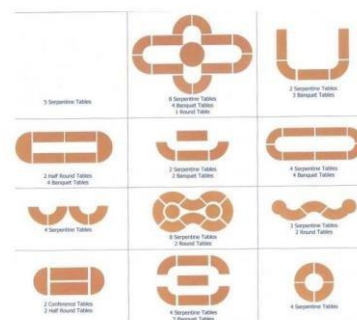 5 Serpentine Tables
8 Serpentine Tables
4 Banquet Tables
1 Round Table
2 Serpentine Tables
3 Banquet Tables
2 Half Round Tables
4 Banquet Tables
2 Serpentine Tables
2 Banquet Tables
4 Serpentine Tables
4 Banquet Tables
4 Serpentine Tables
8 Serpentine Tables
2 Round Tables
3 Serpentine Tables
2 Round Tables
2 Conference Tables
2 Half Round Tables
4 Serpentine Tables
3 Banquet Tables
4 Serpentine Tables